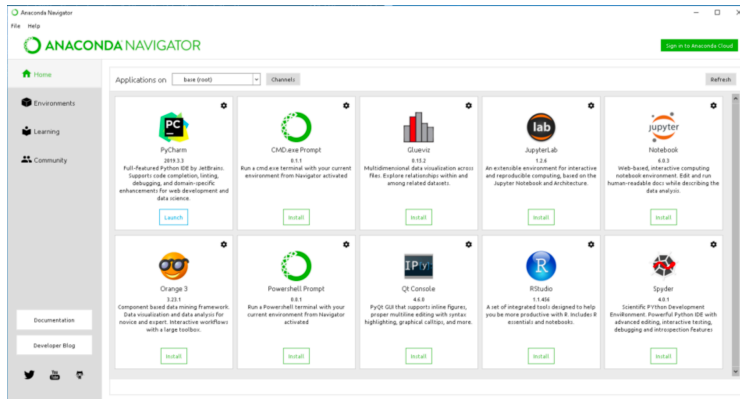 Anaconda Navigator
File Help
ANACONDA NAVIGATOR
Sign in to Anaconda Cloud
Home
Environments
Learning
Community
Documentation
Developer Blog
Applications on base (root) Channels Refresh
PC
PyCharm
2019.3.3
Full-featured Python IDE by JetBrains.
Supports code completion, linting,
debugging, and domain-specific
enhancements for web development and
data science.
Launch
CMD.exe Prompt
0.1.1
Run a cmd.exe terminal with your current
environment from Navigator activated
Install
Glueviz
0.15.2
Multidimensional data visualization across
files. Explore relationships within and
among related datasets.
Install
lab
JupyterLab
1.2.6
An extensible environment for interactive
and reproducible computing, based on the
Jupyter Notebook and Architecture.
Install
jupyter
Notebook
6.0.3
Web-based, interactive computing
notebook environment. Edit and run
human-readable docs while describing the
data analysis.
Install
Orange 3
3.23.1
Component based data mining framework.
Data visualization and data analysis for
novice and expert. Interactive workflows
with a large toolbox.
Install
Powershell Prompt
0.0.1
Run a Powershell terminal with your
current environment from Navigator
activated
Install
IP[y]:
Qt Console
4.6.0
PyQt GUI that supports inline figures,
proper multiline editing with syntax
highlighting, graphical calltips, and more.
Install
R
RStudio
1.1.456
A set of integrated tools designed to help
you be more productive with R. Includes R
essentials and notebooks.
Install
Spyder
4.0.1
Scientific PYthon Development
EnviRonment. Powerful Python IDE with
advanced editing, interactive testing,
debugging and introspection features
Install